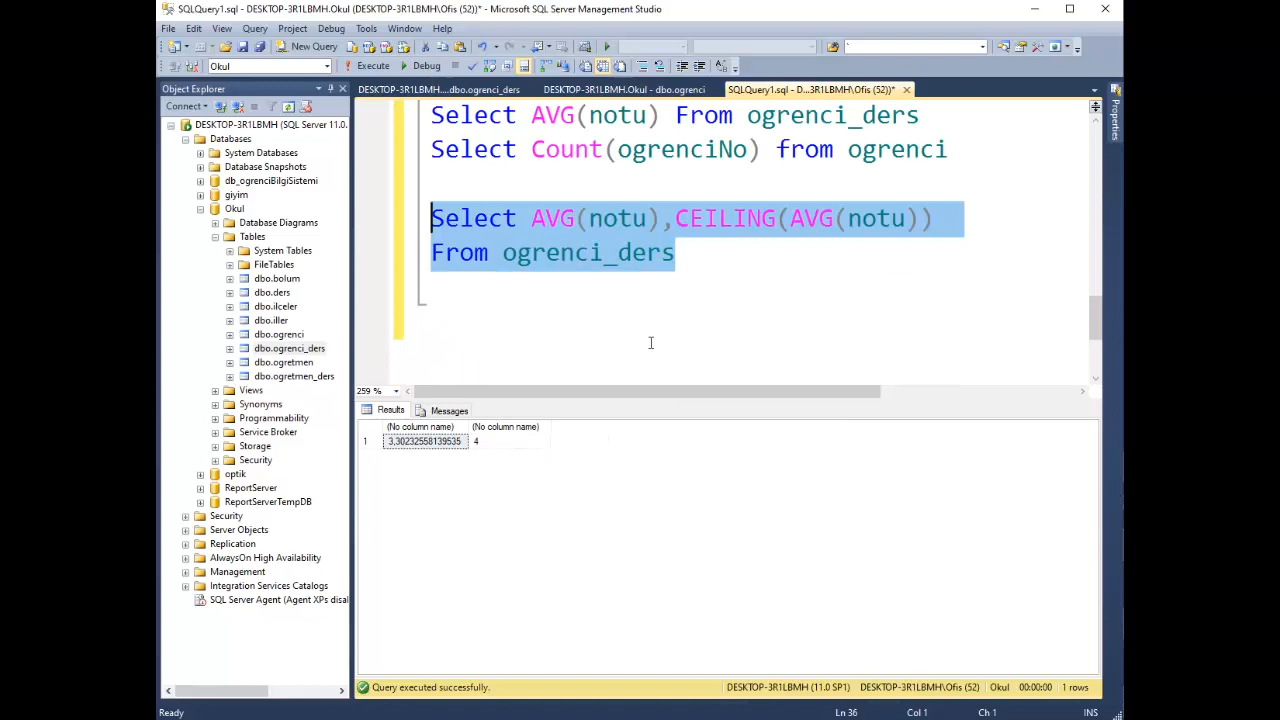 SQLQuery1.sql - DESKTOP-3R1LBMH.Okul (DESKTOP-3R1LBMH\Ofis (52))* - Microsoft SQL Server Management Studio
File Edit View Query Project Debug Tools Window Help
New Query
Okul Execute Debug
Object Explorer
DESKTOP-3R1LBMH....dbo.ogrenci_ders DESKTOP-3R1LBMH.Okul - dbo.ogrenci SQLQuery1.sql - D...3R1LBMH\Ofis (52))*
Properties
Connect
DESKTOP-3R1LBMH (SQL Server 11.0.
Databases
System Databases
Database Snapshots
db_ogrenciBilgiSistemi
giyim
Okul
Database Diagrams
Tables
System Tables
FileTables
dbo.bolum
dbo.ders
dbo.ilceler
dbo.iller
dbo.ogrenci
dbo.ogrenci_ders
dbo.ogretmen
dbo.ogretmen_ders
Views
Synonyms
Programmability
Service Broker
Storage
Security
optik
ReportServer
ReportServerTempDB
Security
Server Objects
Replication
AlwaysOn High Availability
Management
Integration Services Catalogs
SQL Server Agent (Agent XPs disal
Select AVG(notu) From ogrenci_ders
Select Count(ogrenciNo) from ogrenci
Select AVG(notu),CEILING(AVG(notu))
From ogrenci_ders
259 %
Results Messages
(No column name) (No column name)
1 3,30232558139535 4
Query executed successfully. DESKTOP-3R1LBMH (11.0 SP1) DESKTOP-3R1LBMH\Ofis (52) Okul 00:00:00 1 rows
Ready Ln 36 Col 1 Ch 1 INS